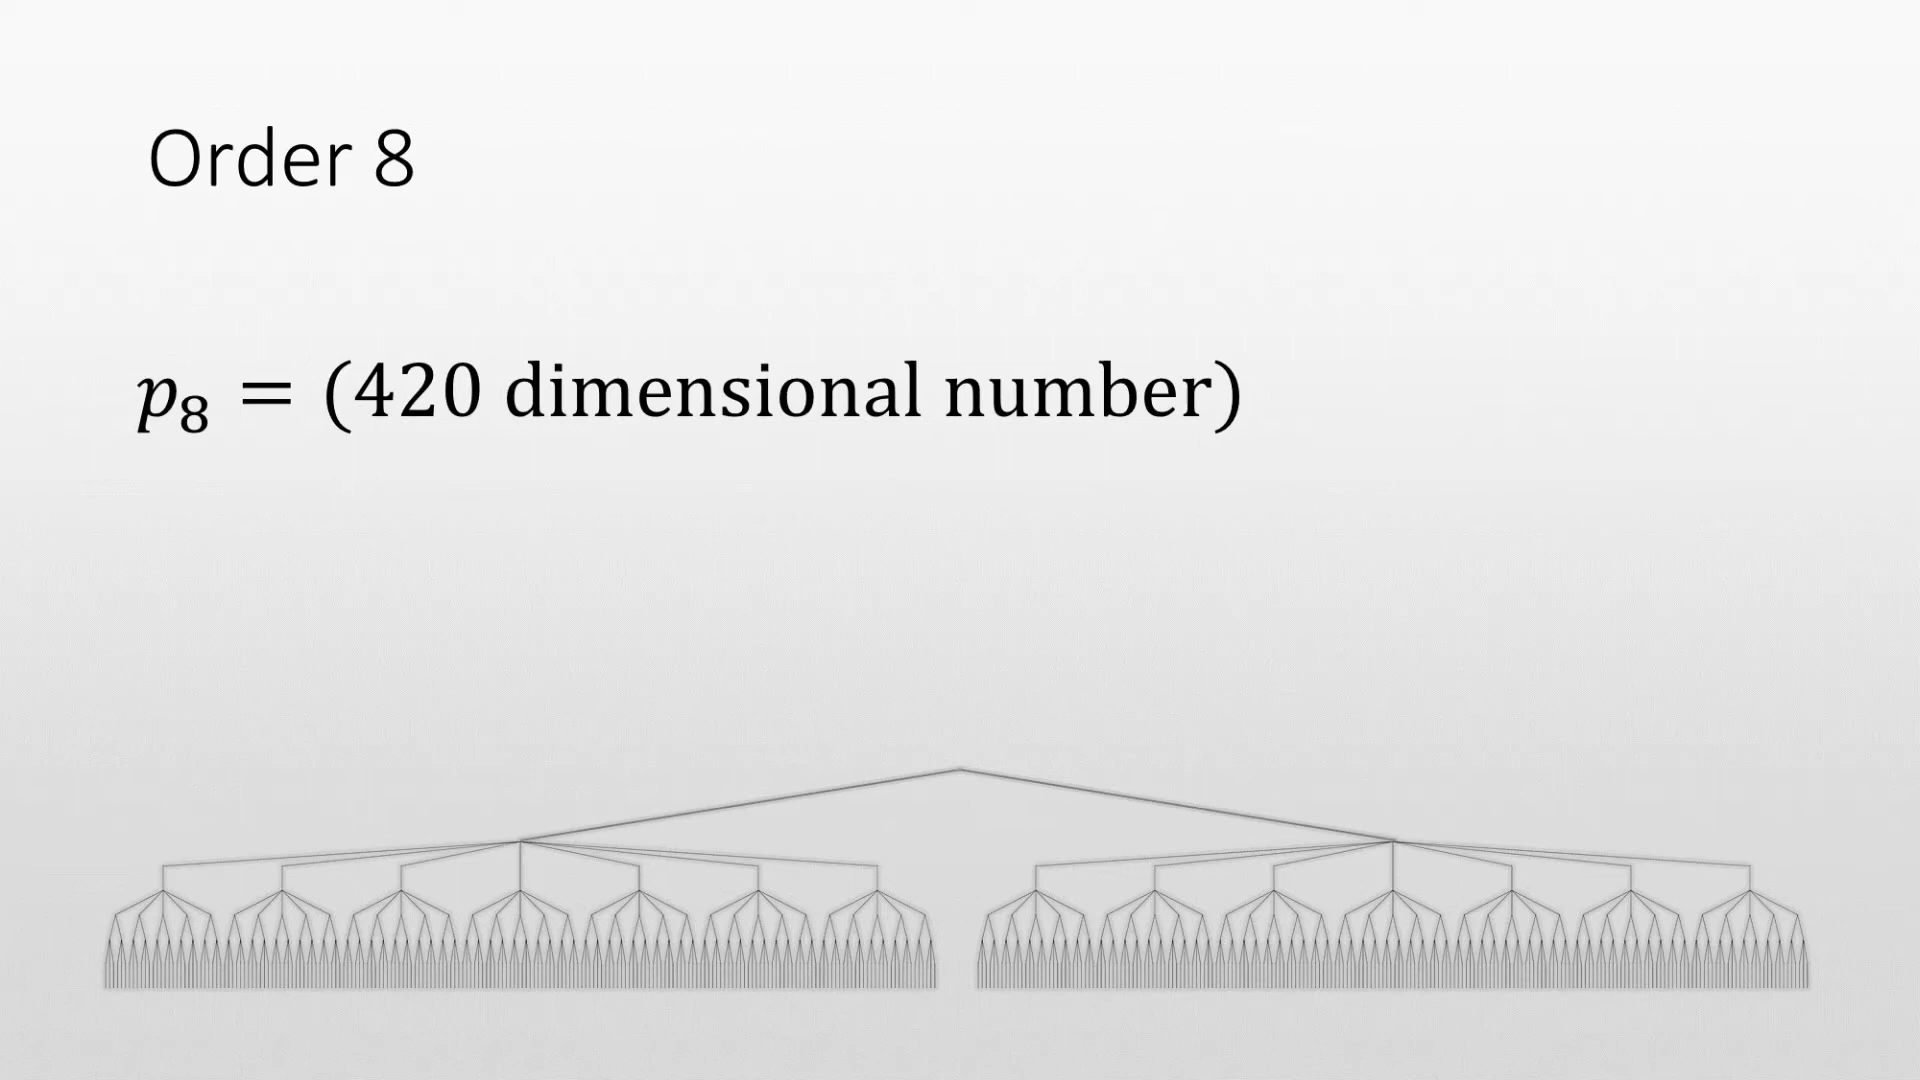 Order 8
p₈ = (420 dimensional number)